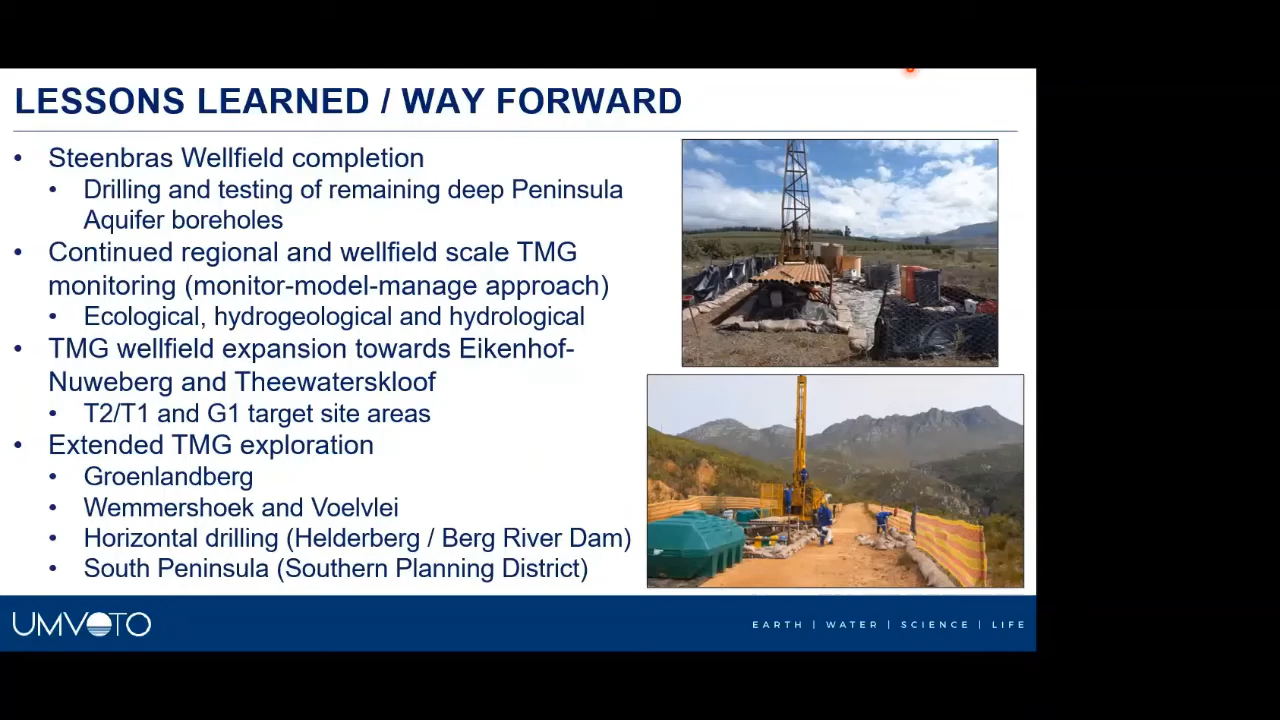 LESSONS LEARNED / WAY FORWARD
• Steenbras Wellfield completion
• Drilling and testing of remaining deep Peninsula
Aquifer boreholes
• Continued regional and wellfield scale TMG
monitoring (monitor-model-manage approach)
• Ecological, hydrogeological and hydrological
• TMG wellfield expansion towards Eikenhof-
Nuweberg and Theewaterskloof
• T2/T1 and G1 target site areas
• Extended TMG exploration
• Groenlandberg
• Wemmershoek and Voelvlei
• Horizontal drilling (Helderberg / Berg River Dam)
• South Peninsula (Southern Planning District)
UMVOTO
EARTH | WATER | SCIENCE | LIFE